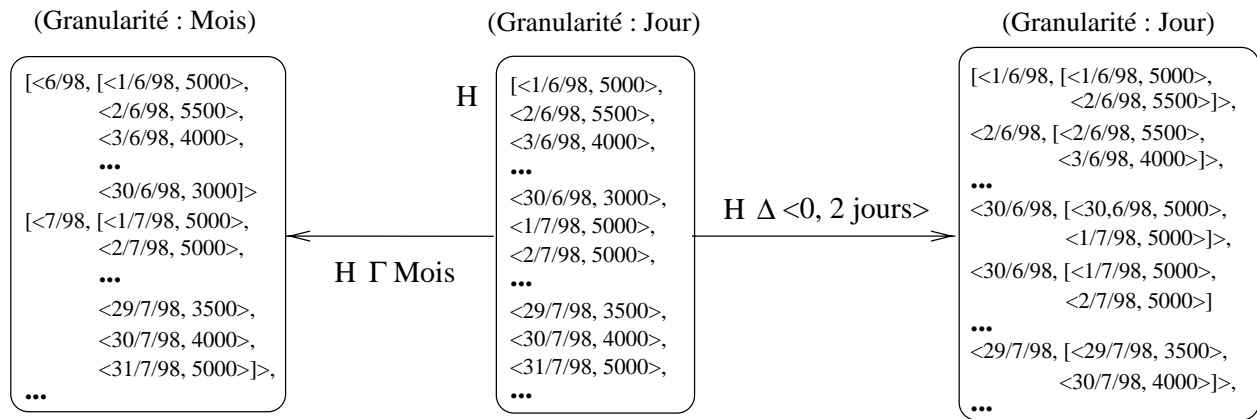 (Granularité : Mois)
[<6/98, [<1/6/98, 5000>,
<2/6/98, 5500>,
<3/6/98, 4000>,
...
<30/6/98, 3000]>
[<7/98, [<1/7/98, 5000>,
<2/7/98, 5000>,
...
<29/7/98, 3500>,
<30/7/98, 4000>,
<31/7/98, 5000>]>,
...
H Γ Mois
(Granularité : Jour)
H
[<1/6/98, 5000>,
<2/6/98, 5500>,
<3/6/98, 4000>,
...
<30/6/98, 3000>,
<1/7/98, 5000>,
<2/7/98, 5000>,
...
<29/7/98, 3500>,
<30/7/98, 4000>,
<31/7/98, 5000>,
...
H Δ <0, 2 jours>
(Granularité : Jour)
[<1/6/98, [<1/6/98, 5000>,
<2/6/98, 5500>]>,
<2/6/98, [<2/6/98, 5500>,
<3/6/98, 4000>]>,
...
<30/6/98, [<30,6/98, 5000>,
<1/7/98, 5000>]>,
<30/6/98, [<1/7/98, 5000>,
<2/7/98, 5000>]
...
<29/7/98, [<29/7/98, 3500>,
<30/7/98, 4000>]>,
...